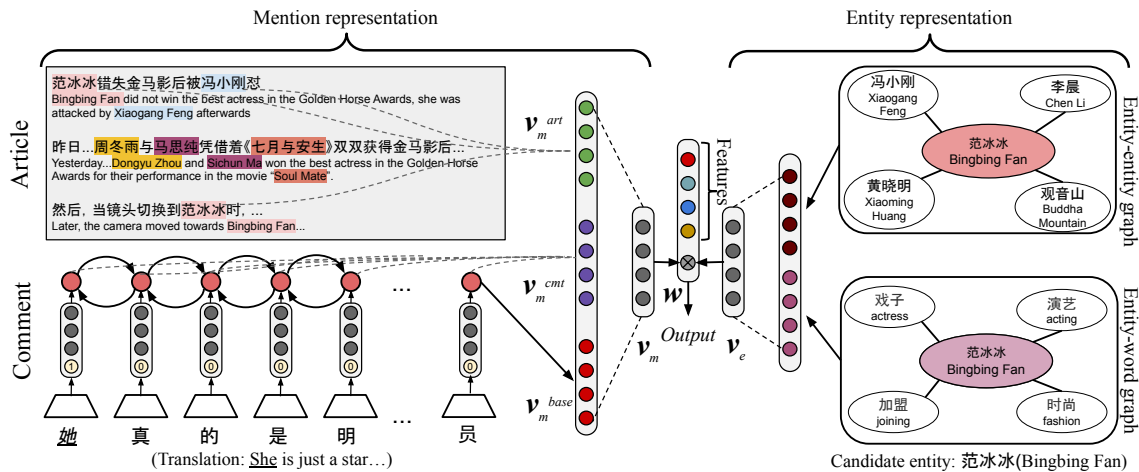 Mention representation
Entity representation
Article
范冰冰错失金马影后被冯小刚怼
Bingbing Fan did not win the best actress in the Golden Horse Awards, she was
attacked by Xiaogang Feng afterwards
昨日...周冬雨与马思纯凭借着《七月与安生》双双获得金马影后...
Yesterday...Dongyu Zhou and Sichun Ma won the best actress in the Golden Horse
Awards for their performance in the movie “Soul Mate”.
然后, 当镜头切换到范冰冰时, ...
Later, the camera moved towards Bingbing Fan...
Comment
...
1
0
0
0
0
0
...
她
真
的
是
明
...
员
(Translation: She is just a star…)
v_m^art
v_m^cmt
v_m^base
v_m
Features
w
Output
v_e
冯小刚
Xiaogang
Feng
李晨
Chen Li
范冰冰
Bingbing Fan
黄晓明
Xiaoming
Huang
观音山
Buddha
Mountain
Entity-entity graph
戏子
actress
演艺
acting
范冰冰
Bingbing Fan
加盟
joining
时尚
fashion
Entity-word graph
Candidate entity: 范冰冰(Bingbing Fan)